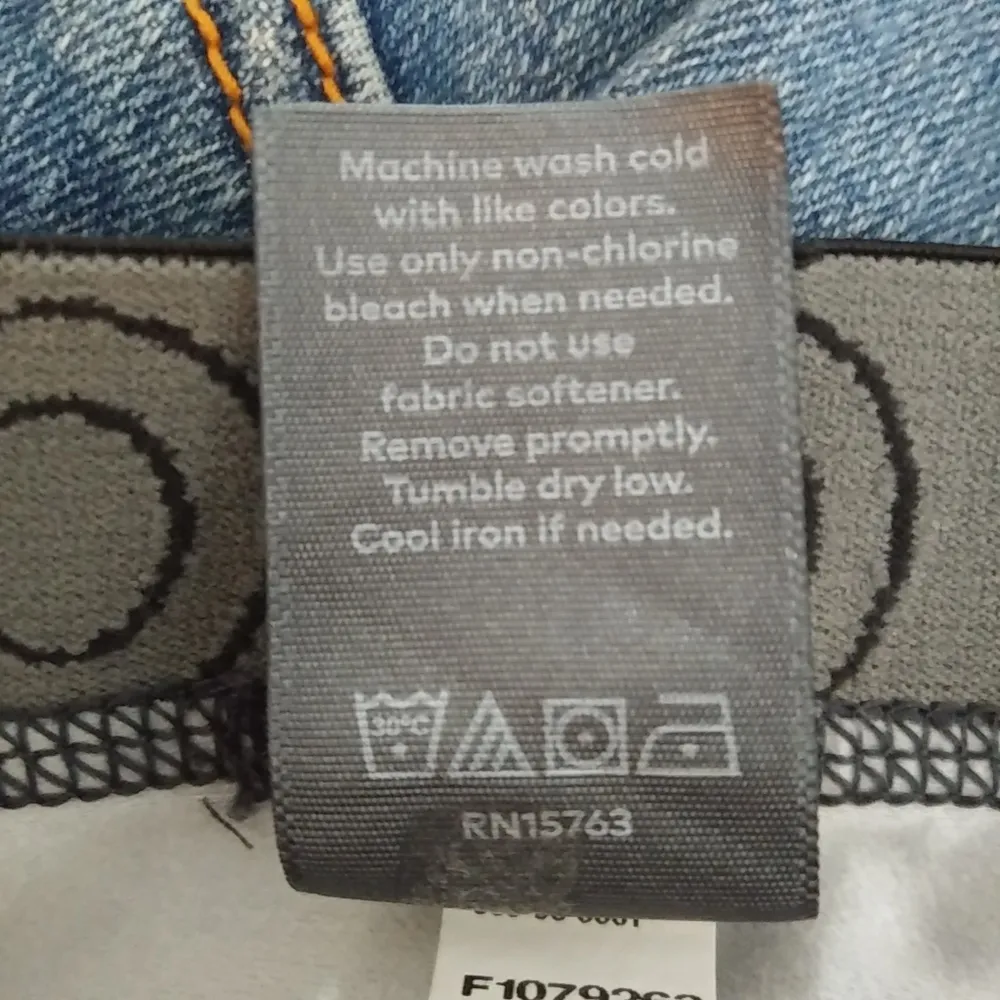 Machine wash cold
with like colors.
Use only non-chlorine
bleach when needed.
Do not use
fabric softener.
Remove promptly.
Tumble dry low.
Cool iron if needed.
30°C
RN15763